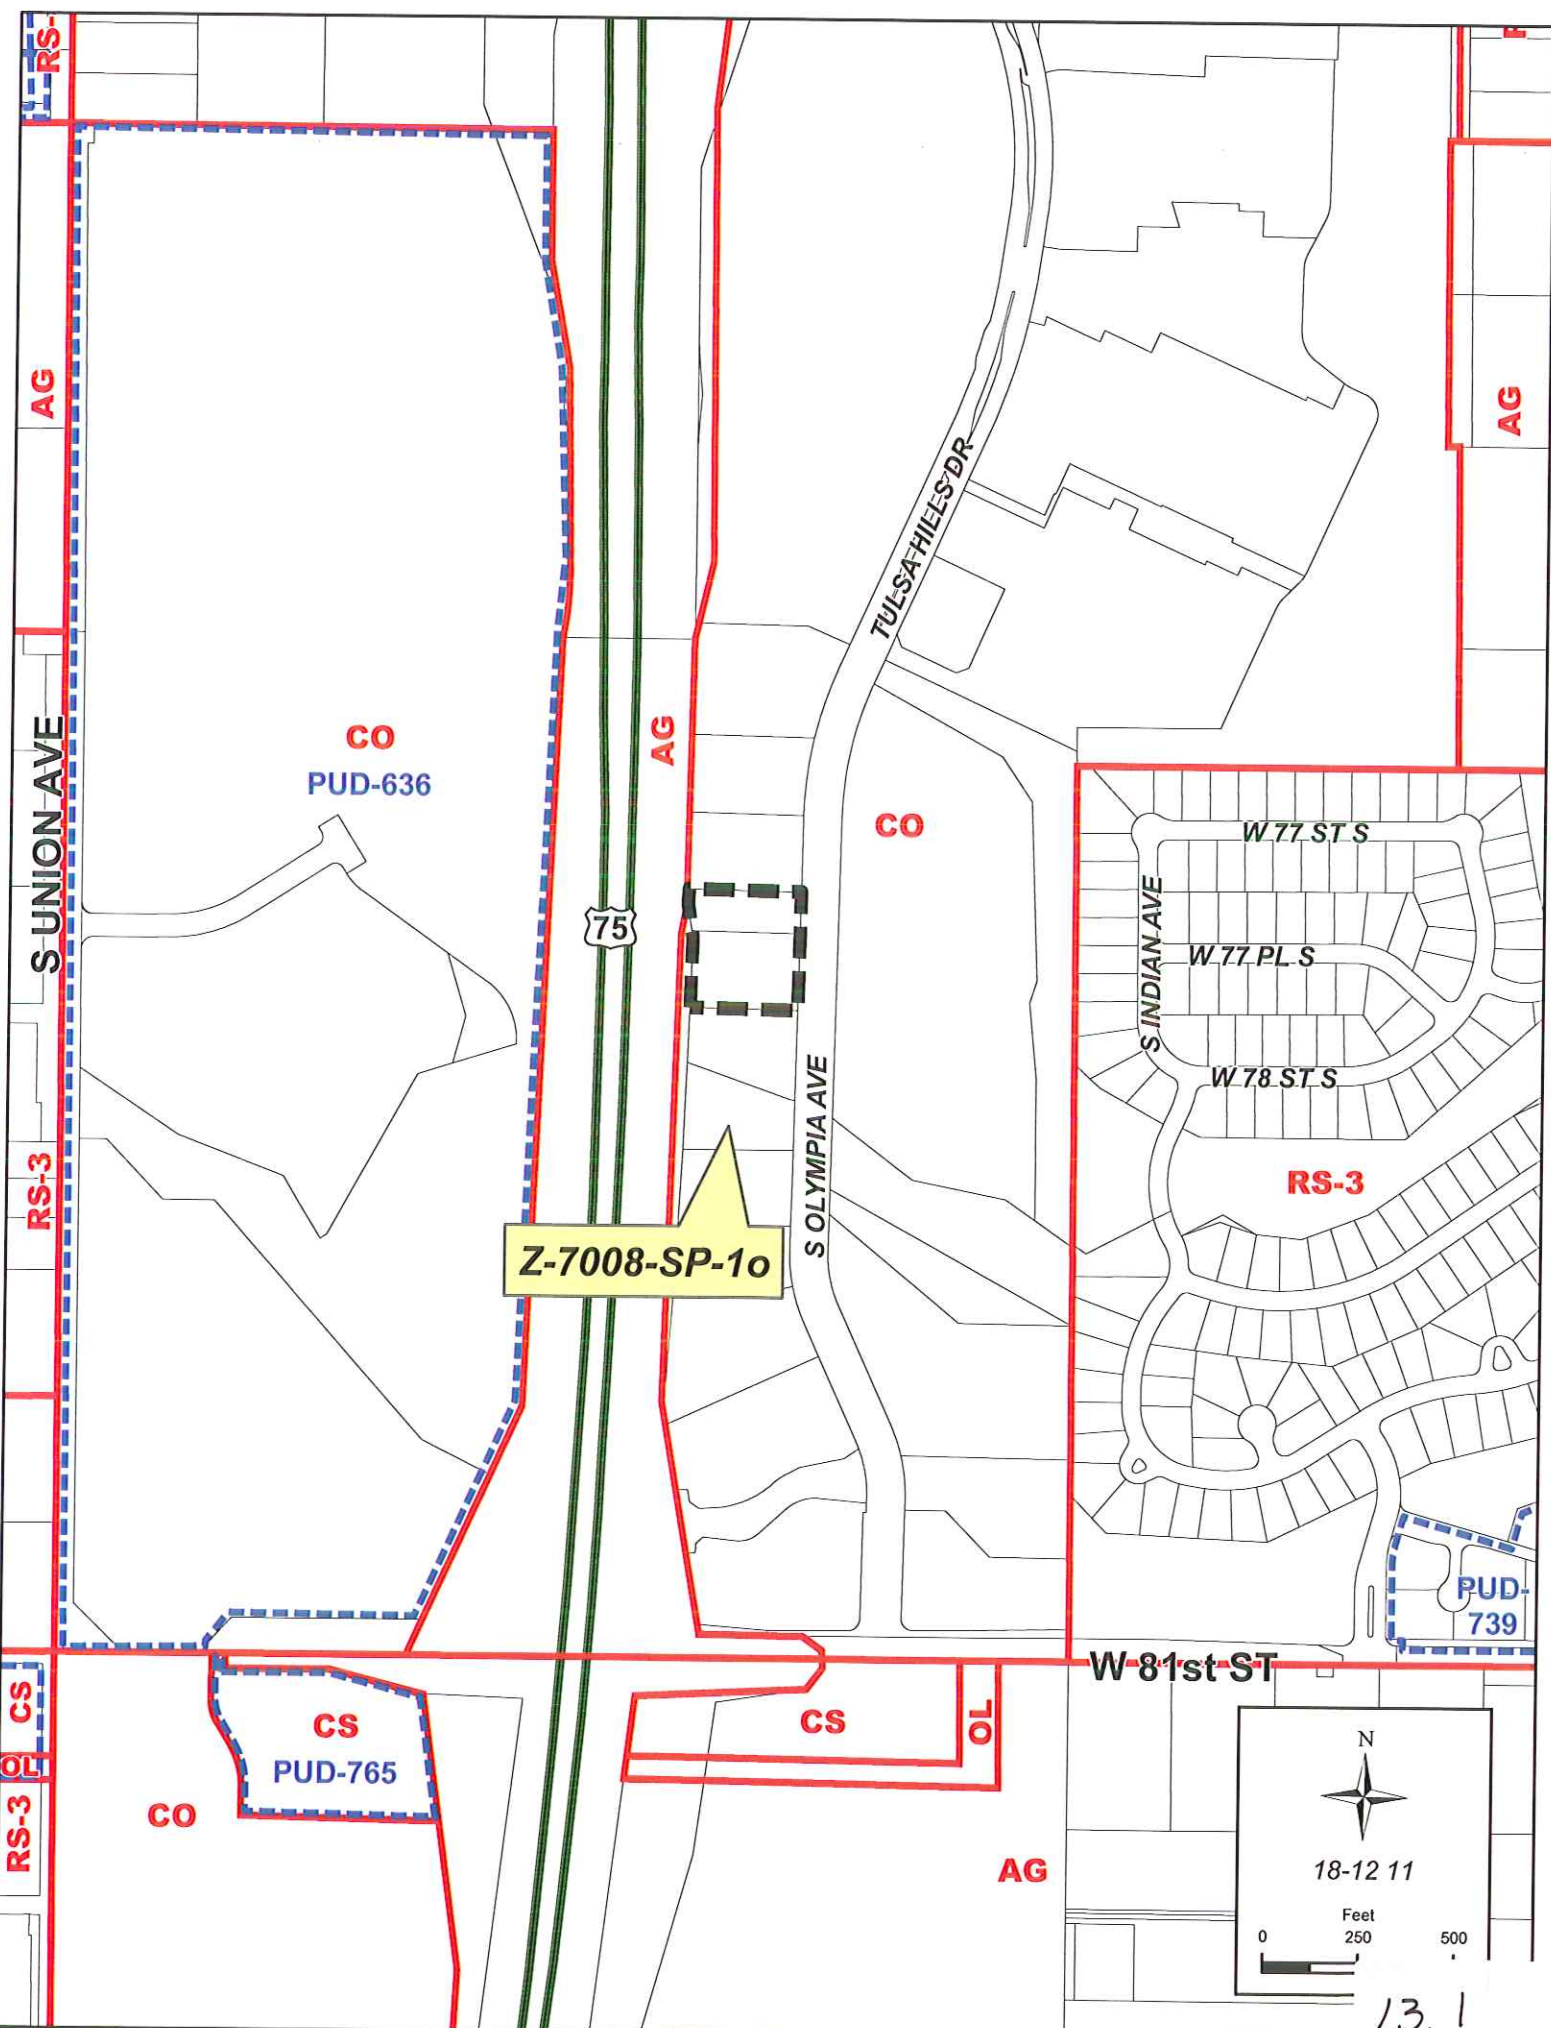 RS-
AG
AG
S UNION AVE
CO
PUD-636
AG
TULSA HILLS DR
CO
75
W 77 ST S
S INDIAN AVE
W 77 PL S
W 78 ST S
S OLYMPIA AVE
RS-3
RS-3
Z-7008-SP-1o
PUD-
739
W 81st ST
CS
OL
RS-3
CS
PUD-765
CO
CS
OL
AG
N
18-12 11
Feet
0 250 500
13.1